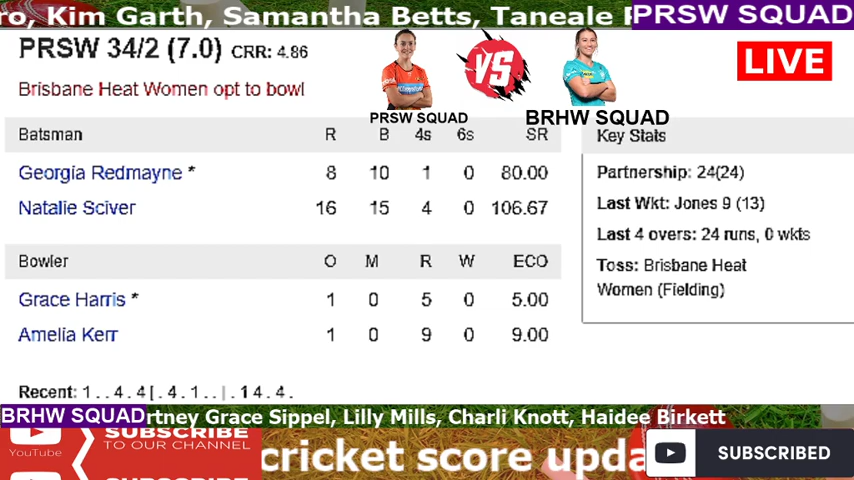 ro, Kim Garth, Samantha Betts, Taneale
PRSW SQUAD
PRSW 34/2 (7.0) CRR: 4.86
Brisbane Heat Women opt to bowl
VS
LIVE
PRSW SQUAD
BRHW SQUAD
Batsman R B 4s 6s SR
Georgia Redmayne * 8 10 1 0 80.00
Natalie Sciver 16 15 4 0 106.67
Key Stats
Partnership: 24(24)
Last Wkt: Jones 9 (13)
Last 4 overs: 24 runs, 0 wkts
Toss: Brisbane Heat
Women (Fielding)
Bowler O M R W ECO
Grace Harris * 1 0 5 0 5.00
Amelia Kerr 1 0 9 0 9.00
Recent: 1 . . 4 . 4 [ . 4 . 1 . . | . 1 4 . 4 .
BRHW SQUAD
rtney Grace Sippel, Lilly Mills, Charli Knott, Haidee Birkett
YouTube
SUBSCRIBE
TO OUR CHANNEL
cricket score upda
SUBSCRIBED